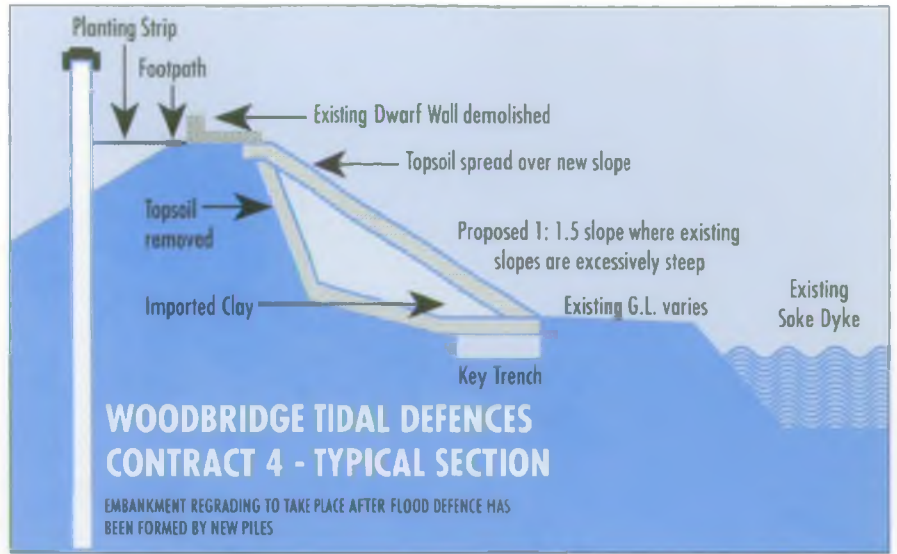 Planting Strip
Footpath
Existing Dwarf Wall demolished
Topsoil spread over new slope
Topsoil
removed
Proposed 1: 1.5 slope where existing
slopes are excessively steep
Imported Clay
Existing G.L. varies
Existing
Soke Dyke
Key Trench
WOODBRIDGE TIDAL DEFENCES
CONTRACT 4 - TYPICAL SECTION
EMBANKMENT REGRADING TO TAKE PLACE AFTER FLOOD DEFENCE HAS
BEEN FORMED BY NEW PILES